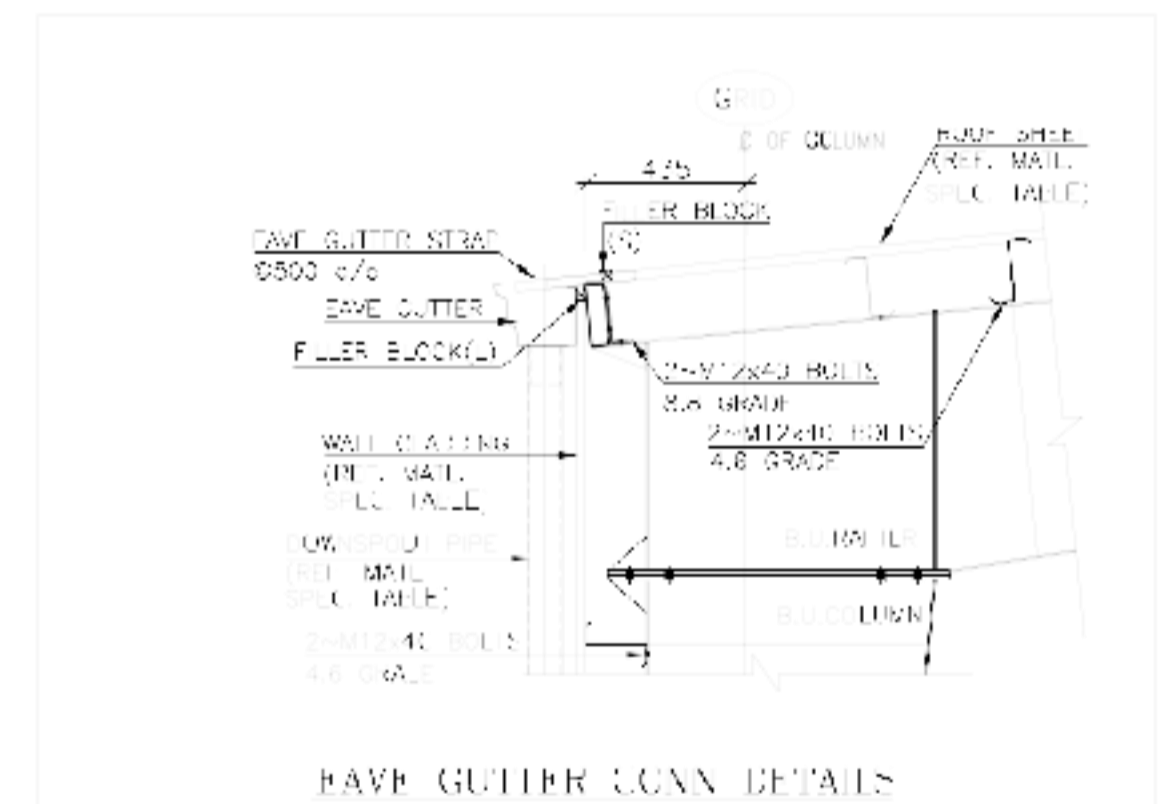 GRID
C OF COLUMN
475
ROOF SHEET
(REF. MATL.
SPEC. TABLE)
FILLER BLOCK
(S)
EAVE GUTTER STRAP
@500 c/c
EAVE GUTTER
FILLER BLOCK(L)
2~M12x40 BOLTS
8.8 GRADE
2~M12x40 BOLTS
4.6 GRADE
WALL CLADDING
(REF. MATL.
SPEC. TABLE)
DOWNSPOUT PIPE
(REF. MATL.
SPEC. TABLE)
B.U.RAFTER
B.U.COLUMN
2~M12x40 BOLTS
4.6 GRADE
EAVE GUTTER CONN DETAILS